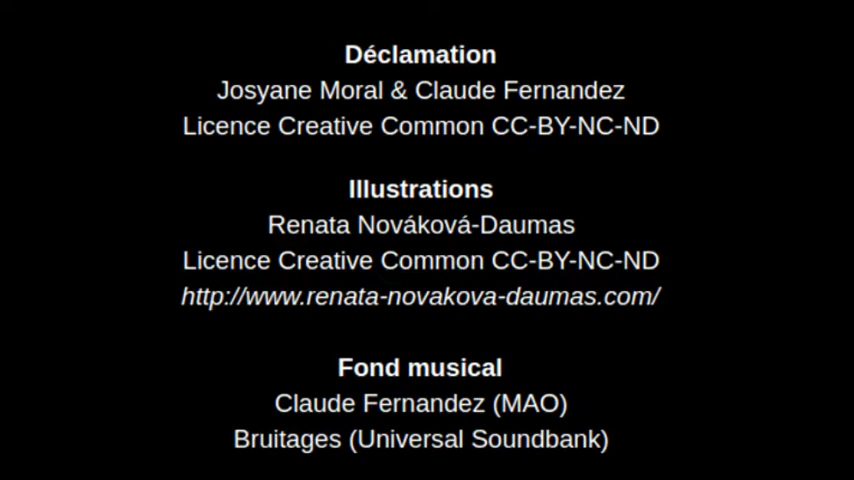 Déclamation
Josyane Moral & Claude Fernandez
Licence Creative Common CC-BY-NC-ND
Illustrations
Renata Nováková-Daumas
Licence Creative Common CC-BY-NC-ND
http://www.renata-novakova-daumas.com/
Fond musical
Claude Fernandez (MAO)
Bruitages (Universal Soundbank)